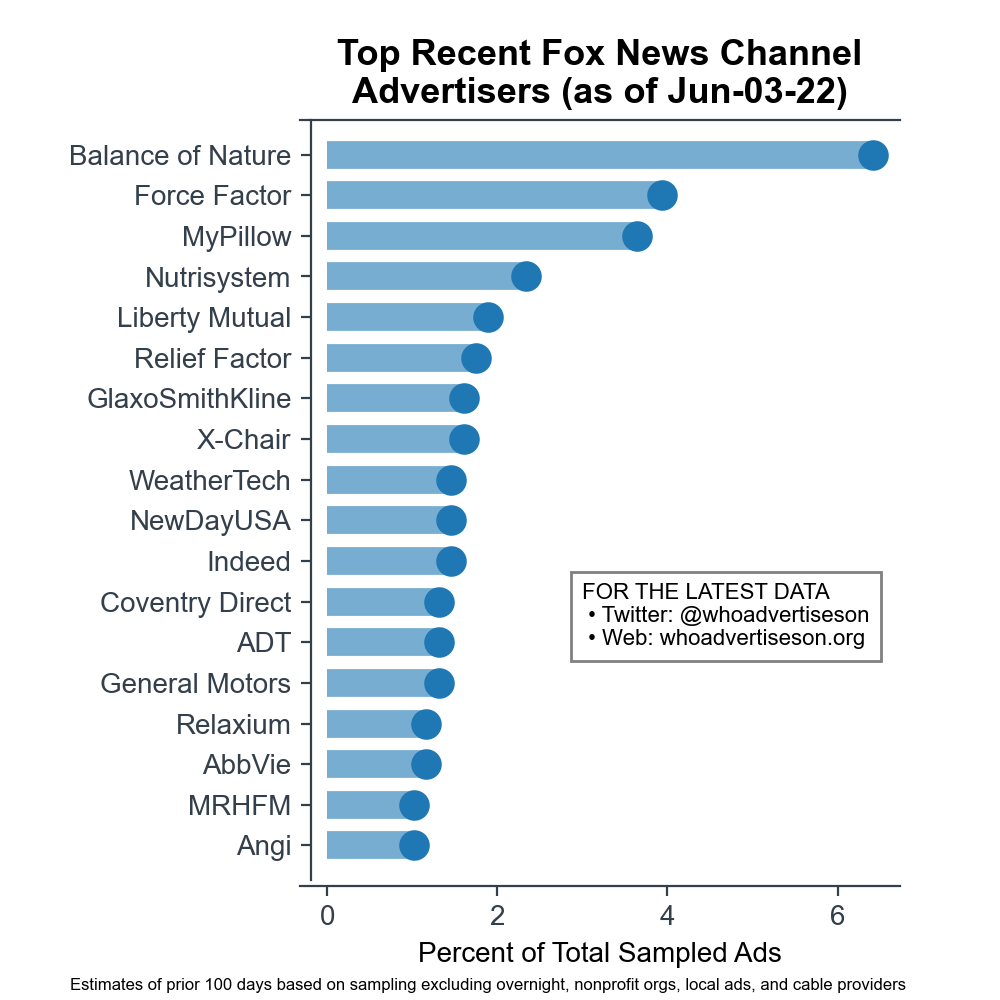 Top Recent Fox News Channel
Advertisers (as of Jun-03-22)
Balance of Nature
Force Factor
MyPillow
Nutrisystem
Liberty Mutual
Relief Factor
GlaxoSmithKline
X-Chair
WeatherTech
NewDayUSA
Indeed
Coventry Direct
ADT
General Motors
Relaxium
AbbVie
MRHFM
Angi
FOR THE LATEST DATA
• Twitter: @whoadvertiseson
• Web: whoadvertiseson.org
0 2 4 6
Percent of Total Sampled Ads
Estimates of prior 100 days based on sampling excluding overnight, nonprofit orgs, local ads, and cable providers